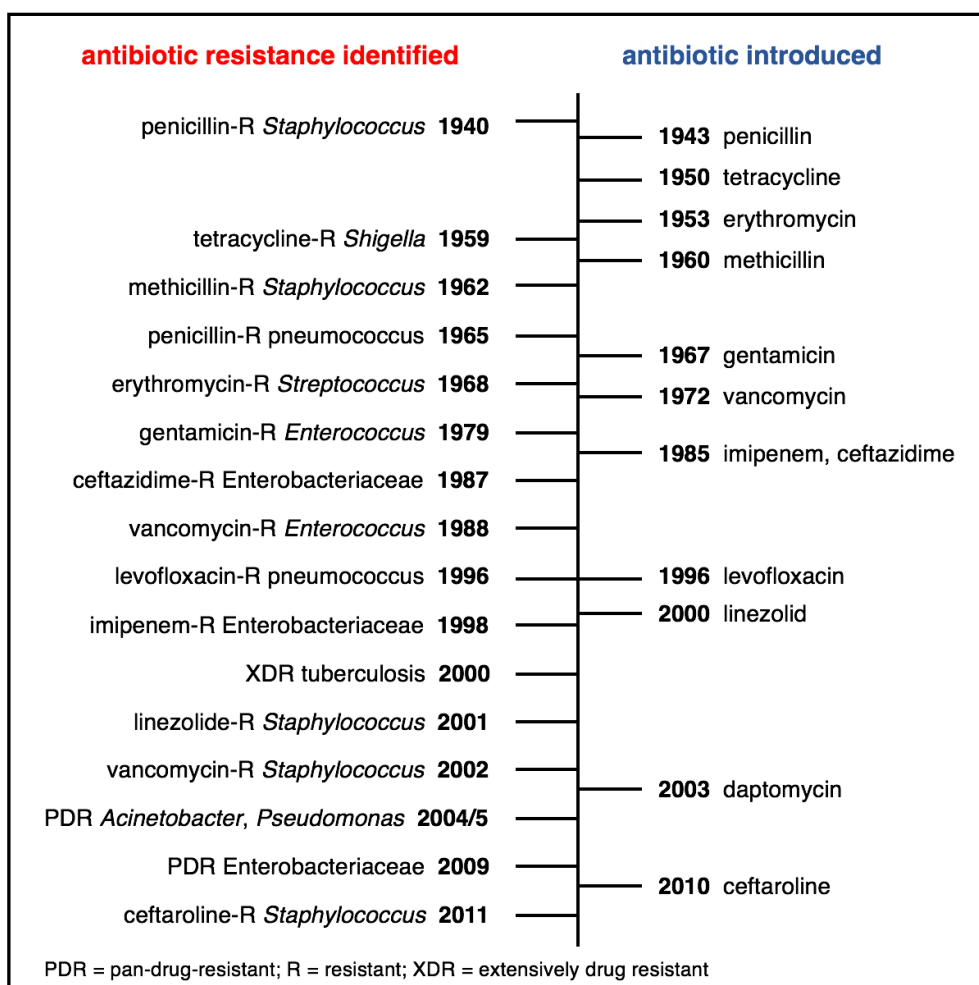 antibiotic resistance identified
antibiotic introduced
penicillin-R Staphylococcus 1940
1943 penicillin
1950 tetracycline
1953 erythromycin
tetracycline-R Shigella 1959
1960 methicillin
methicillin-R Staphylococcus 1962
penicillin-R pneumococcus 1965
1967 gentamicin
erythromycin-R Streptococcus 1968
1972 vancomycin
gentamicin-R Enterococcus 1979
1985 imipenem, ceftazidime
ceftazidime-R Enterobacteriaceae 1987
vancomycin-R Enterococcus 1988
levofloxacin-R pneumococcus 1996
1996 levofloxacin
2000 linezolid
imipenem-R Enterobacteriaceae 1998
XDR tuberculosis 2000
linezolide-R Staphylococcus 2001
vancomycin-R Staphylococcus 2002
2003 daptomycin
PDR Acinetobacter, Pseudomonas 2004/5
PDR Enterobacteriaceae 2009
2010 ceftaroline
ceftaroline-R Staphylococcus 2011
PDR = pan-drug-resistant; R = resistant; XDR = extensively drug resistant